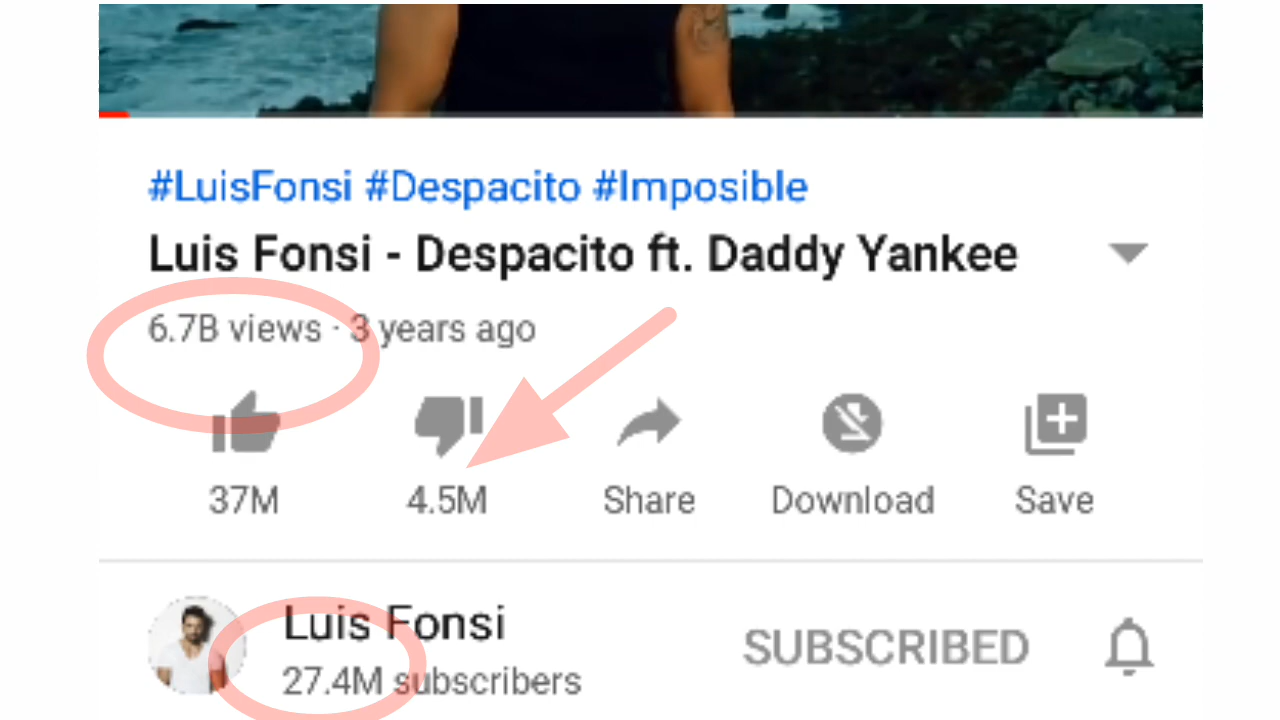 #LuisFonsi #Despacito #Imposible
Luis Fonsi - Despacito ft. Daddy Yankee
6.7B views · 3 years ago
37M 4.5M Share Download Save
Luis Fonsi
27.4M subscribers
SUBSCRIBED